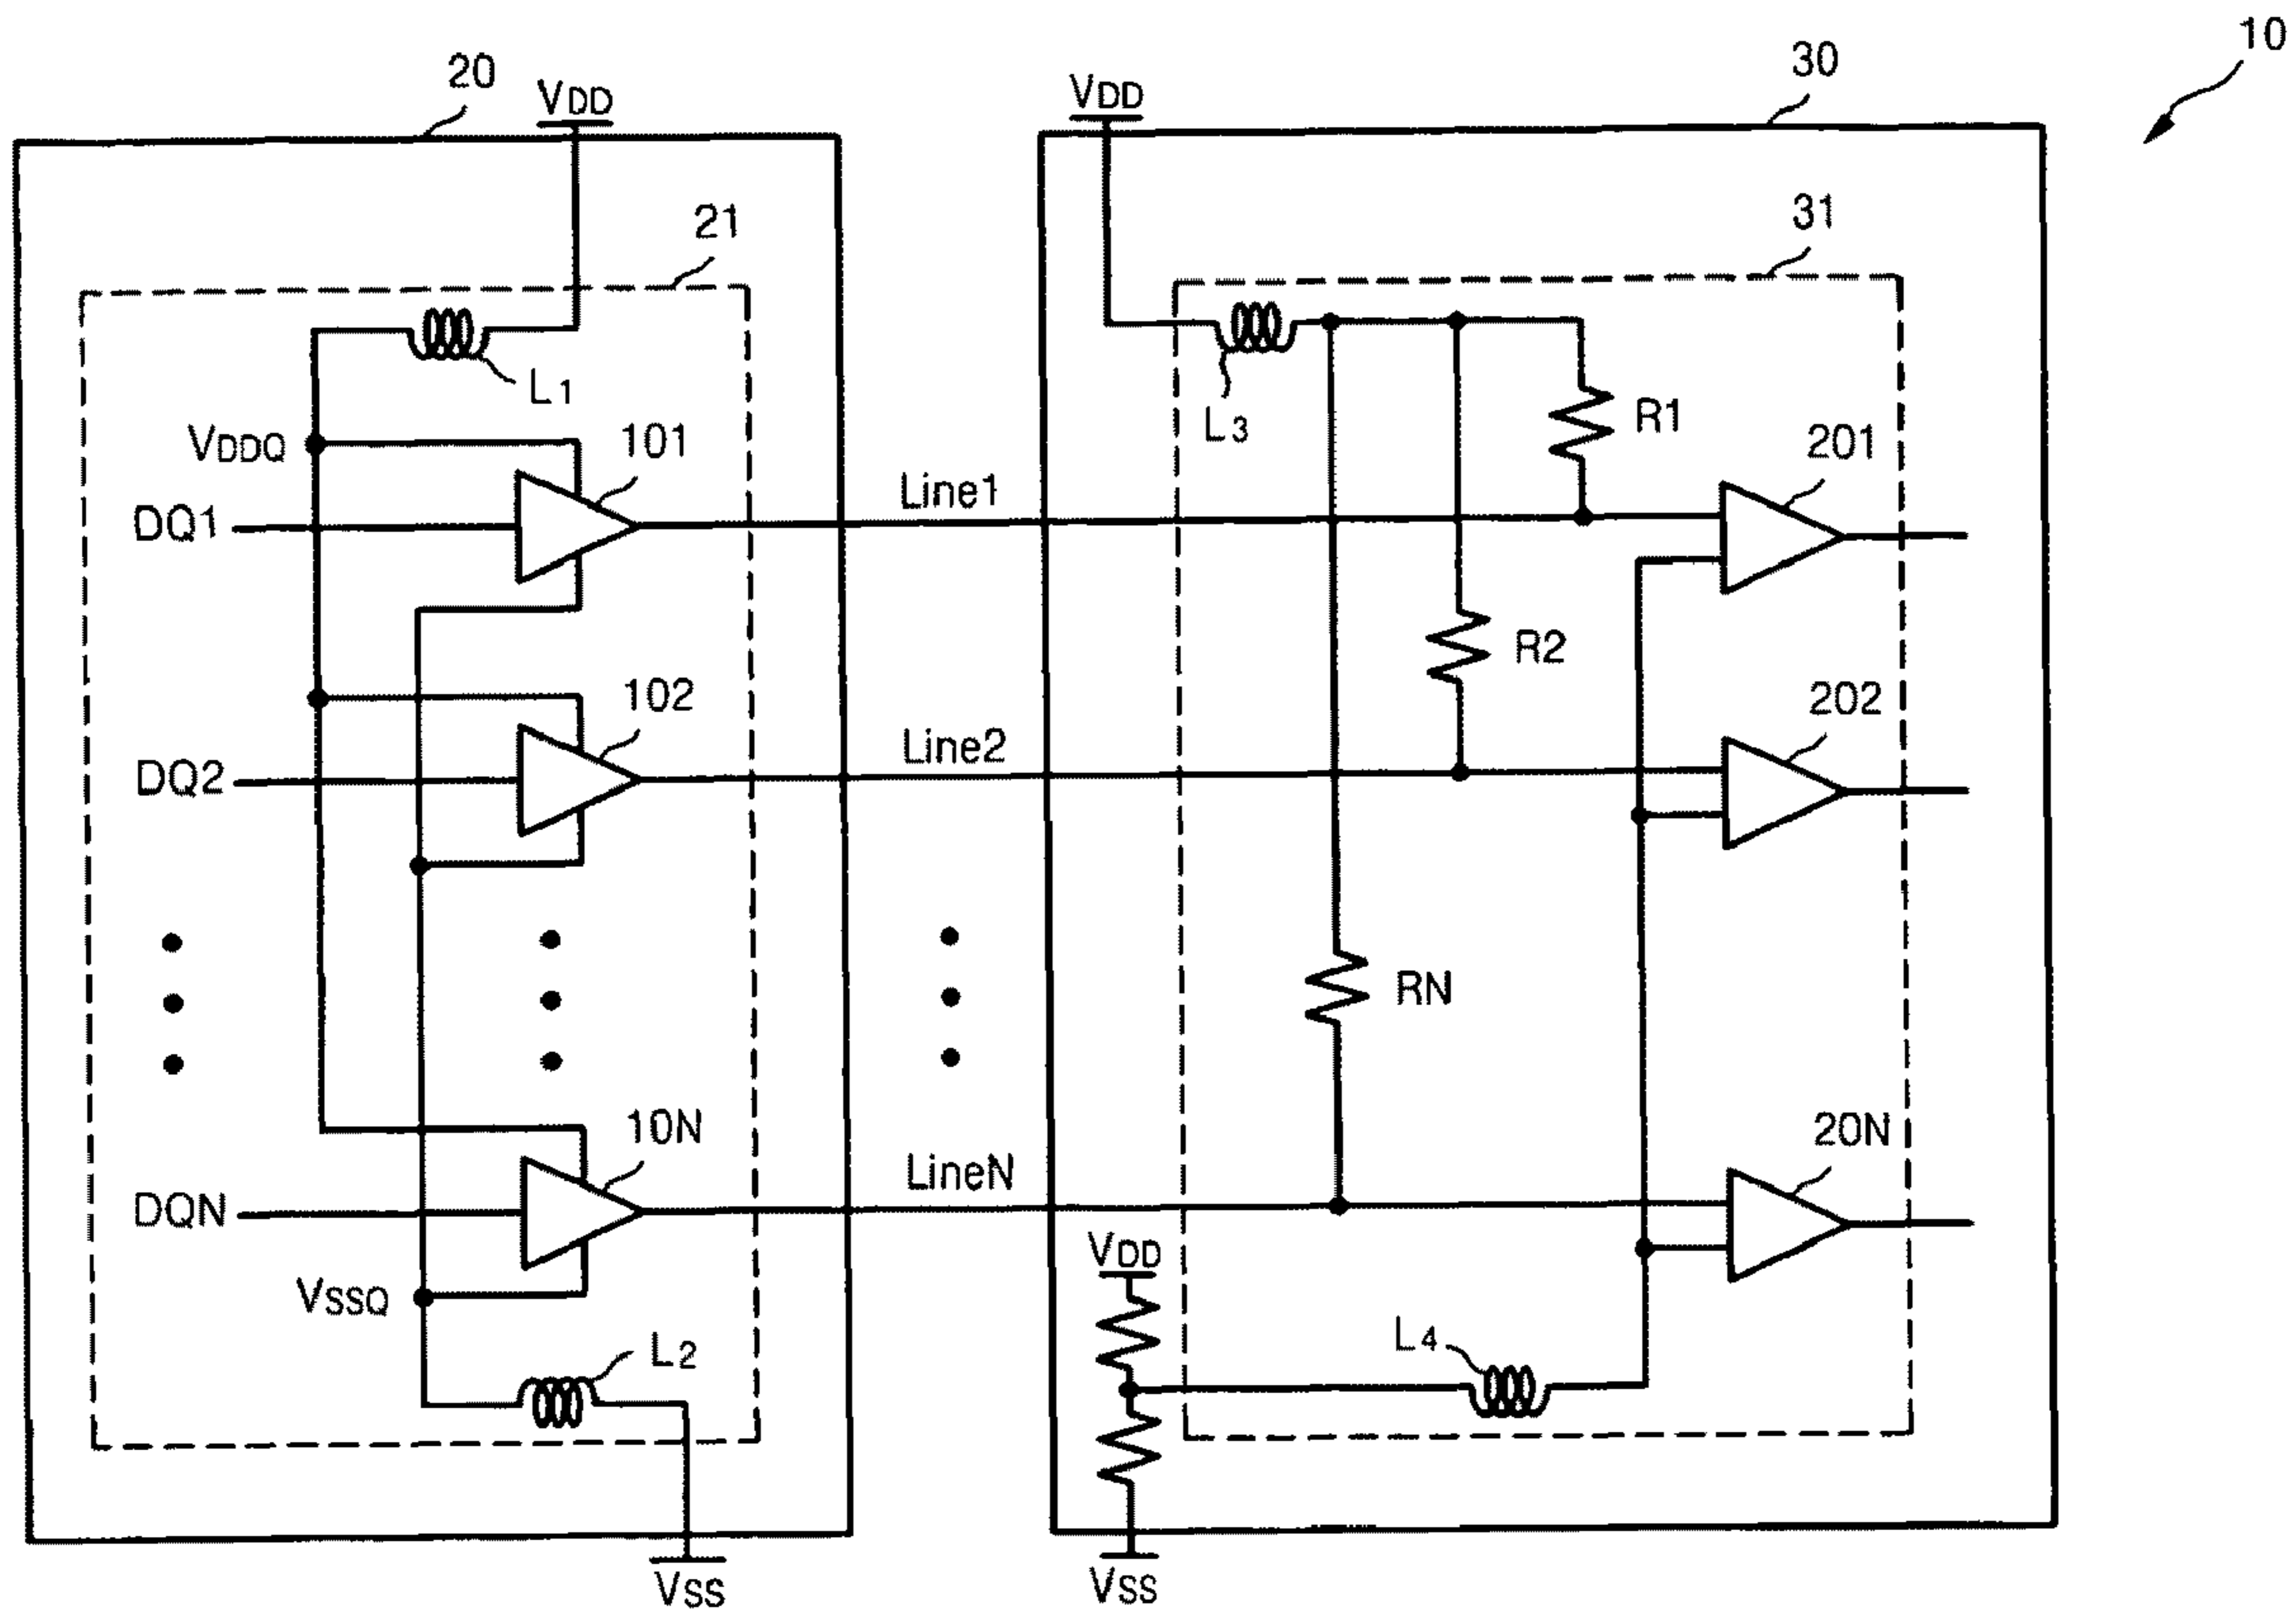 10
20
VDD
VDD
30
21
31
L1
L3
R1
VDDQ
101
201
Line1
DQ1
R2
102
202
Line2
DQ2
RN
10N
20N
LineN
DQN
VDD
VSSQ
L2
L4
VSS
VSS